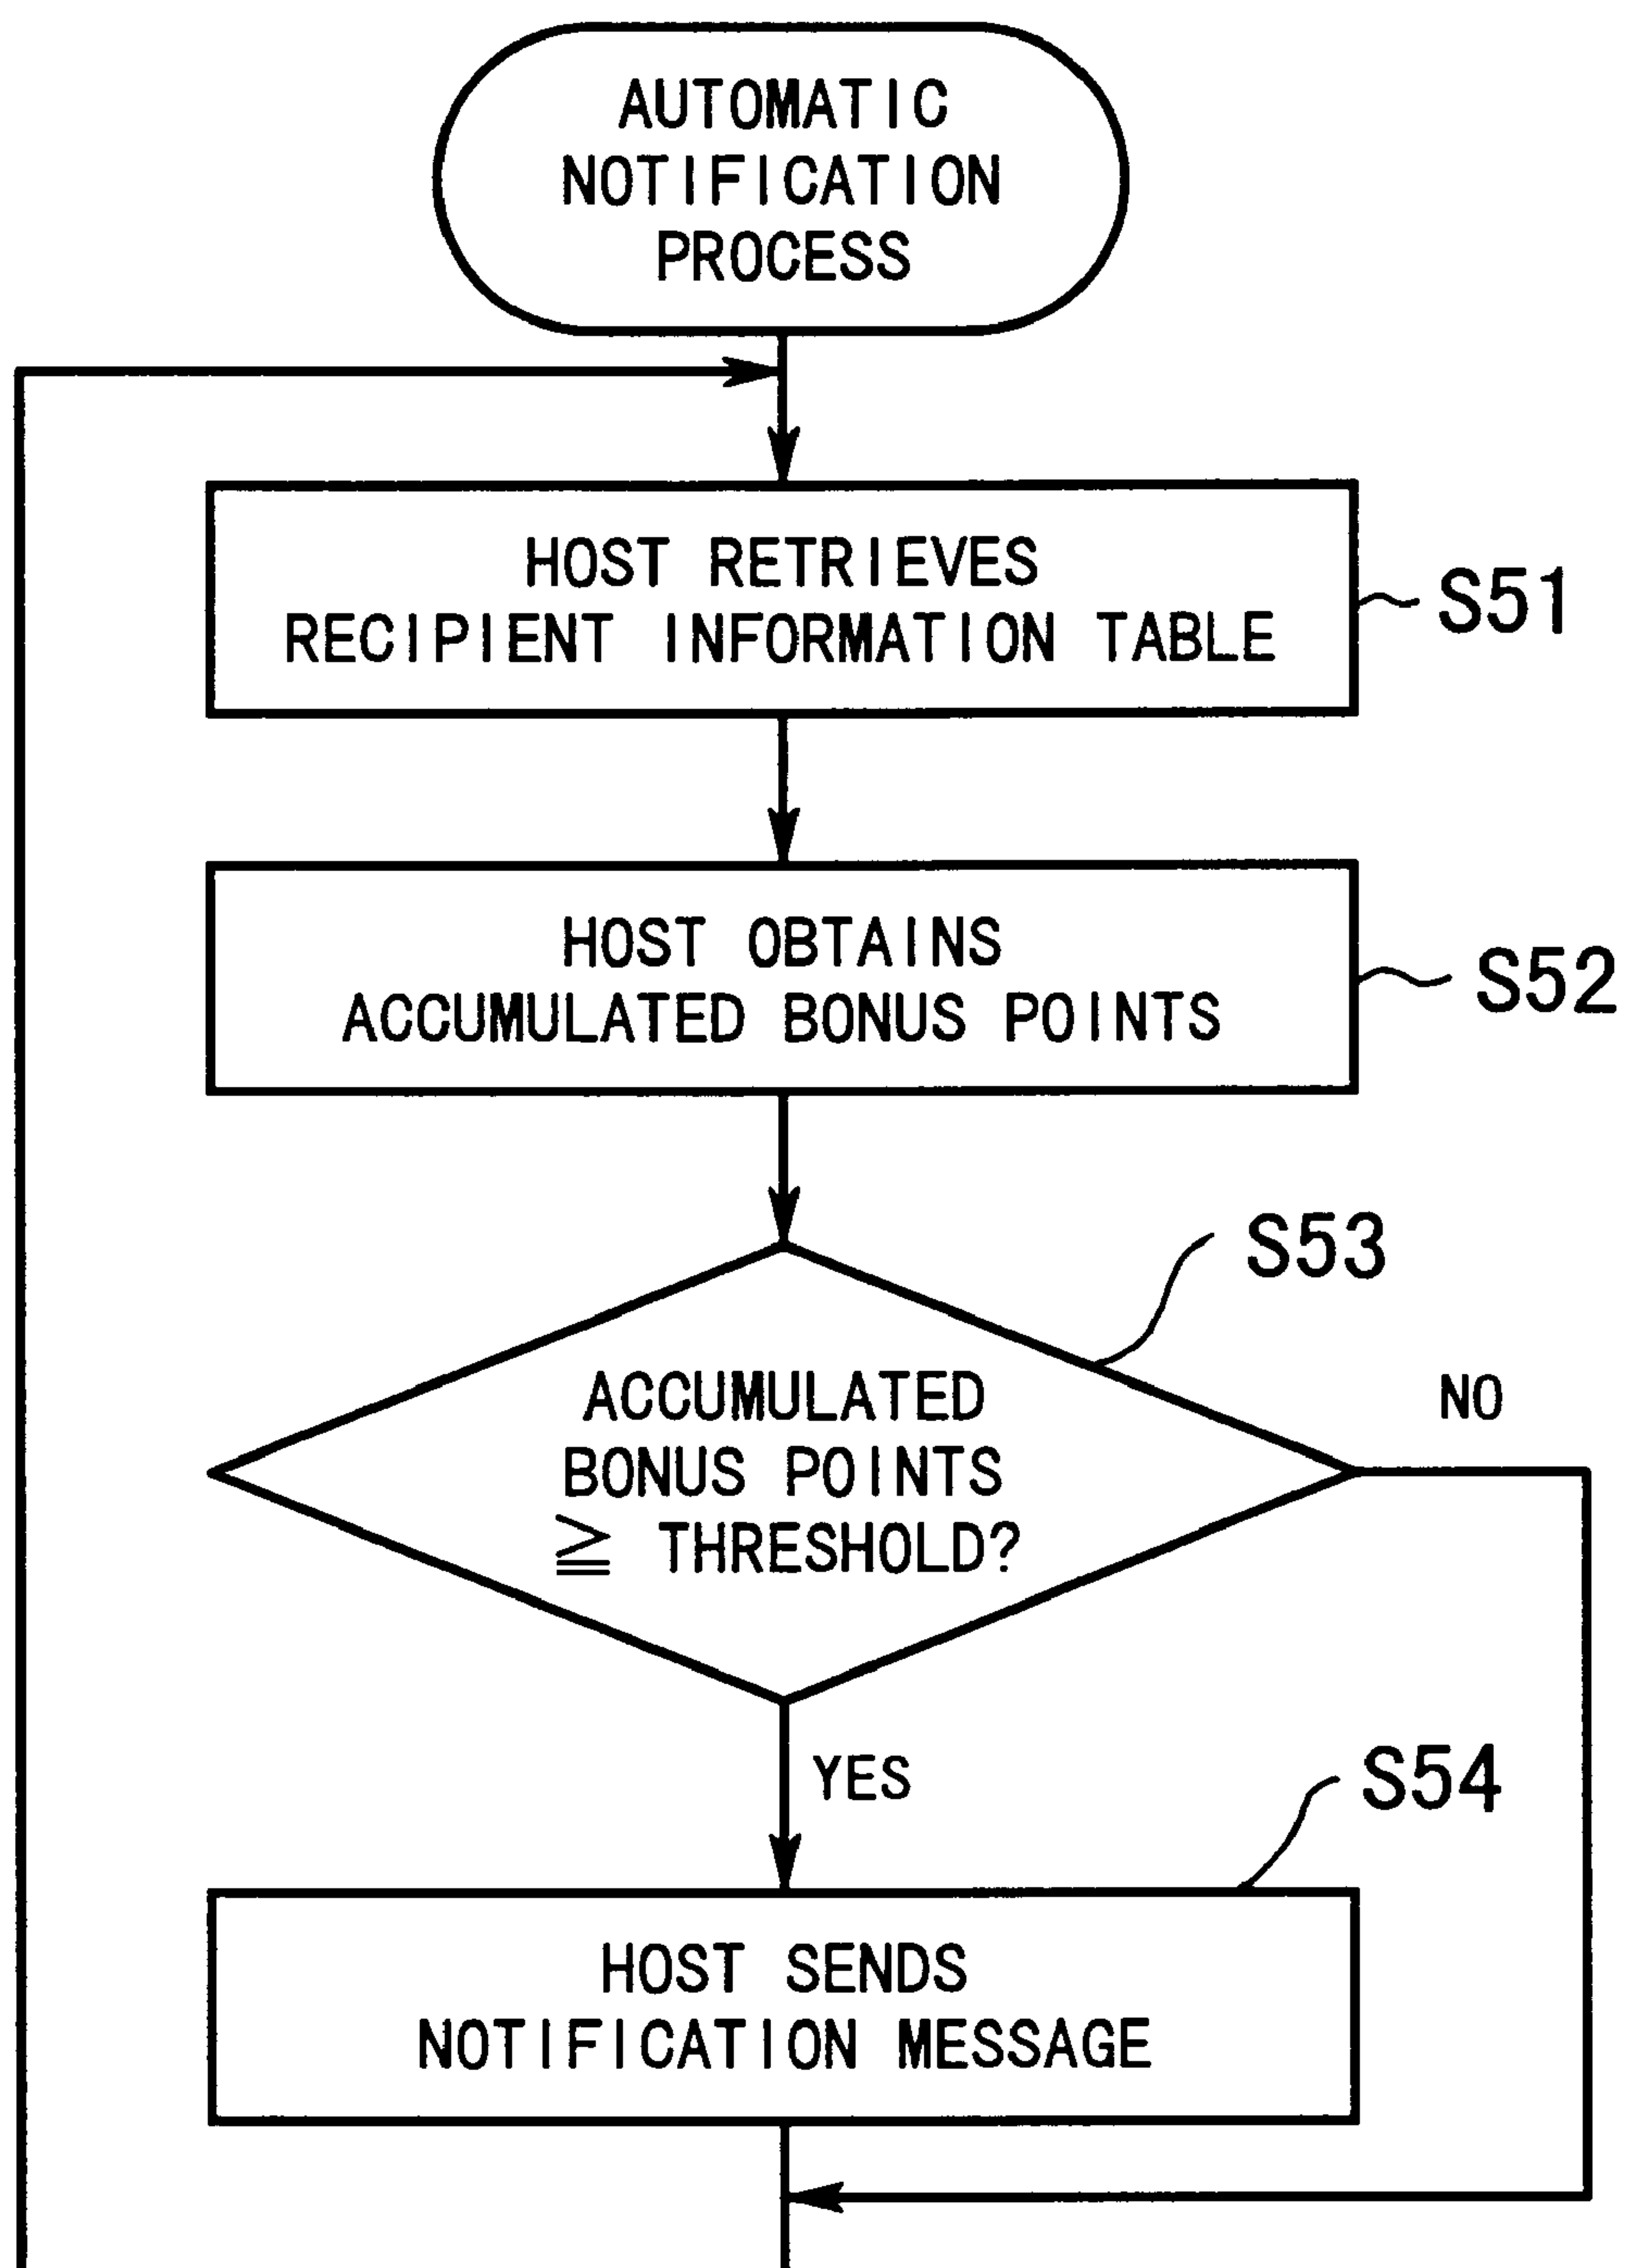 AUTOMATIC
NOTIFICATION
PROCESS
HOST RETRIEVES
RECIPIENT INFORMATION TABLE
S51
HOST OBTAINS
ACCUMULATED BONUS POINTS
S52
S53
ACCUMULATED
BONUS POINTS
≧ THRESHOLD?
NO
YES
S54
HOST SENDS
NOTIFICATION MESSAGE